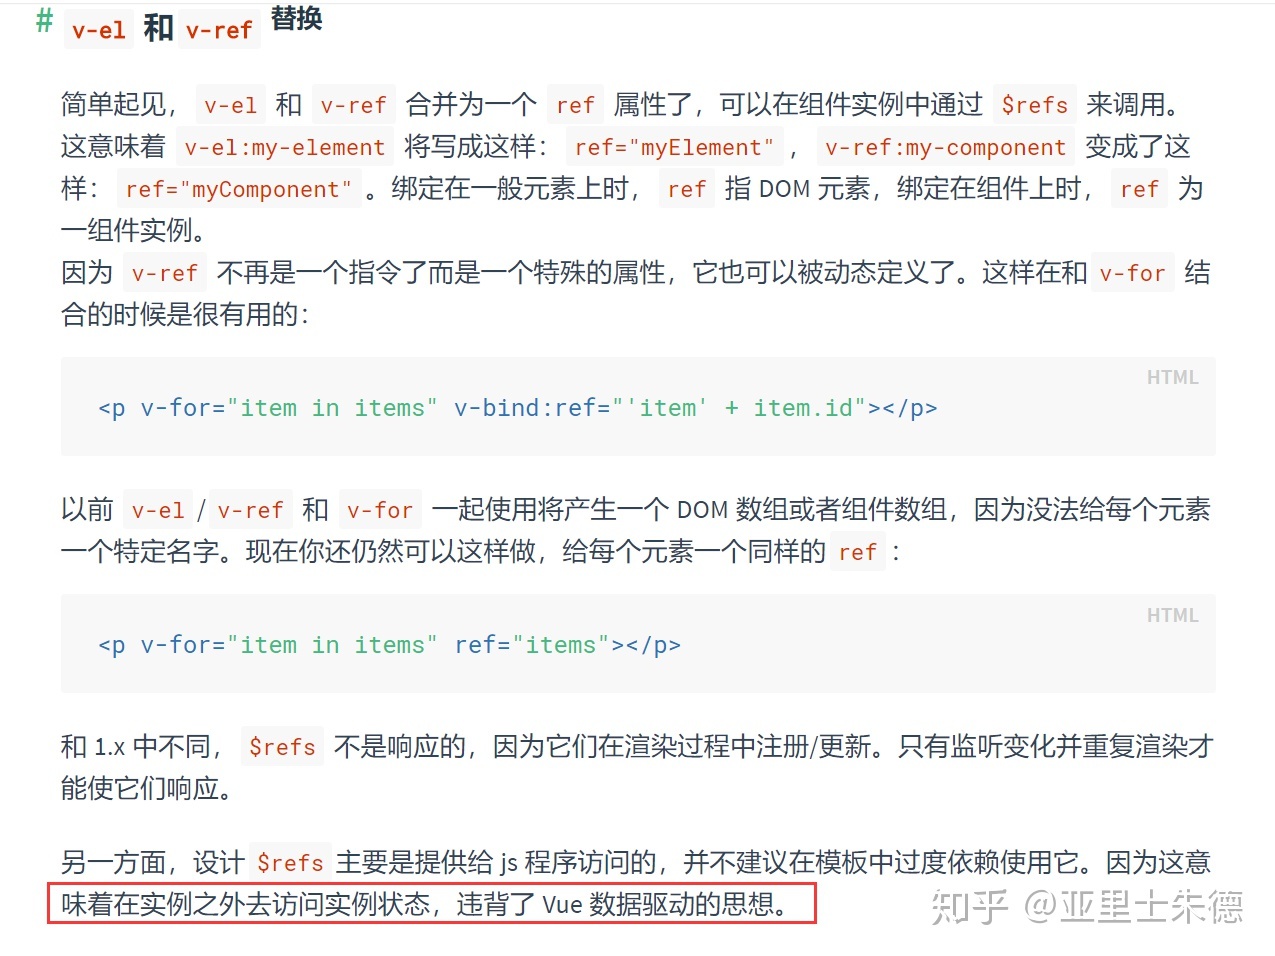 # v-el 和 v-ref 替换
简单起见， v-el 和 v-ref 合并为一个 ref 属性了，可以在组件实例中通过 $refs 来调用。
这意味着 v-el:my-element 将写成这样： ref="myElement" ， v-ref:my-component 变成了这
样： ref="myComponent" 。绑定在一般元素上时， ref 指 DOM 元素，绑定在组件上时， ref 为
一组件实例。
因为 v-ref 不再是一个指令了而是一个特殊的属性，它也可以被动态定义了。这样在和 v-for 结
合的时候是很有用的：
HTML
<p v-for="item in items" v-bind:ref="'item' + item.id"></p>
以前 v-el / v-ref 和 v-for 一起使用将产生一个 DOM 数组或者组件数组，因为没法给每个元素
一个特定名字。现在你还仍然可以这样做，给每个元素一个同样的 ref ：
HTML
<p v-for="item in items" ref="items"></p>
和 1.x 中不同， $refs 不是响应的，因为它们在渲染过程中注册/更新。只有监听变化并重复渲染才
能使它们响应。
另一方面，设计 $refs 主要是提供给 js 程序访问的，并不建议在模板中过度依赖使用它。因为这意
味着在实例之外去访问实例状态，违背了 Vue 数据驱动的思想。
知乎 @亚里士朱德